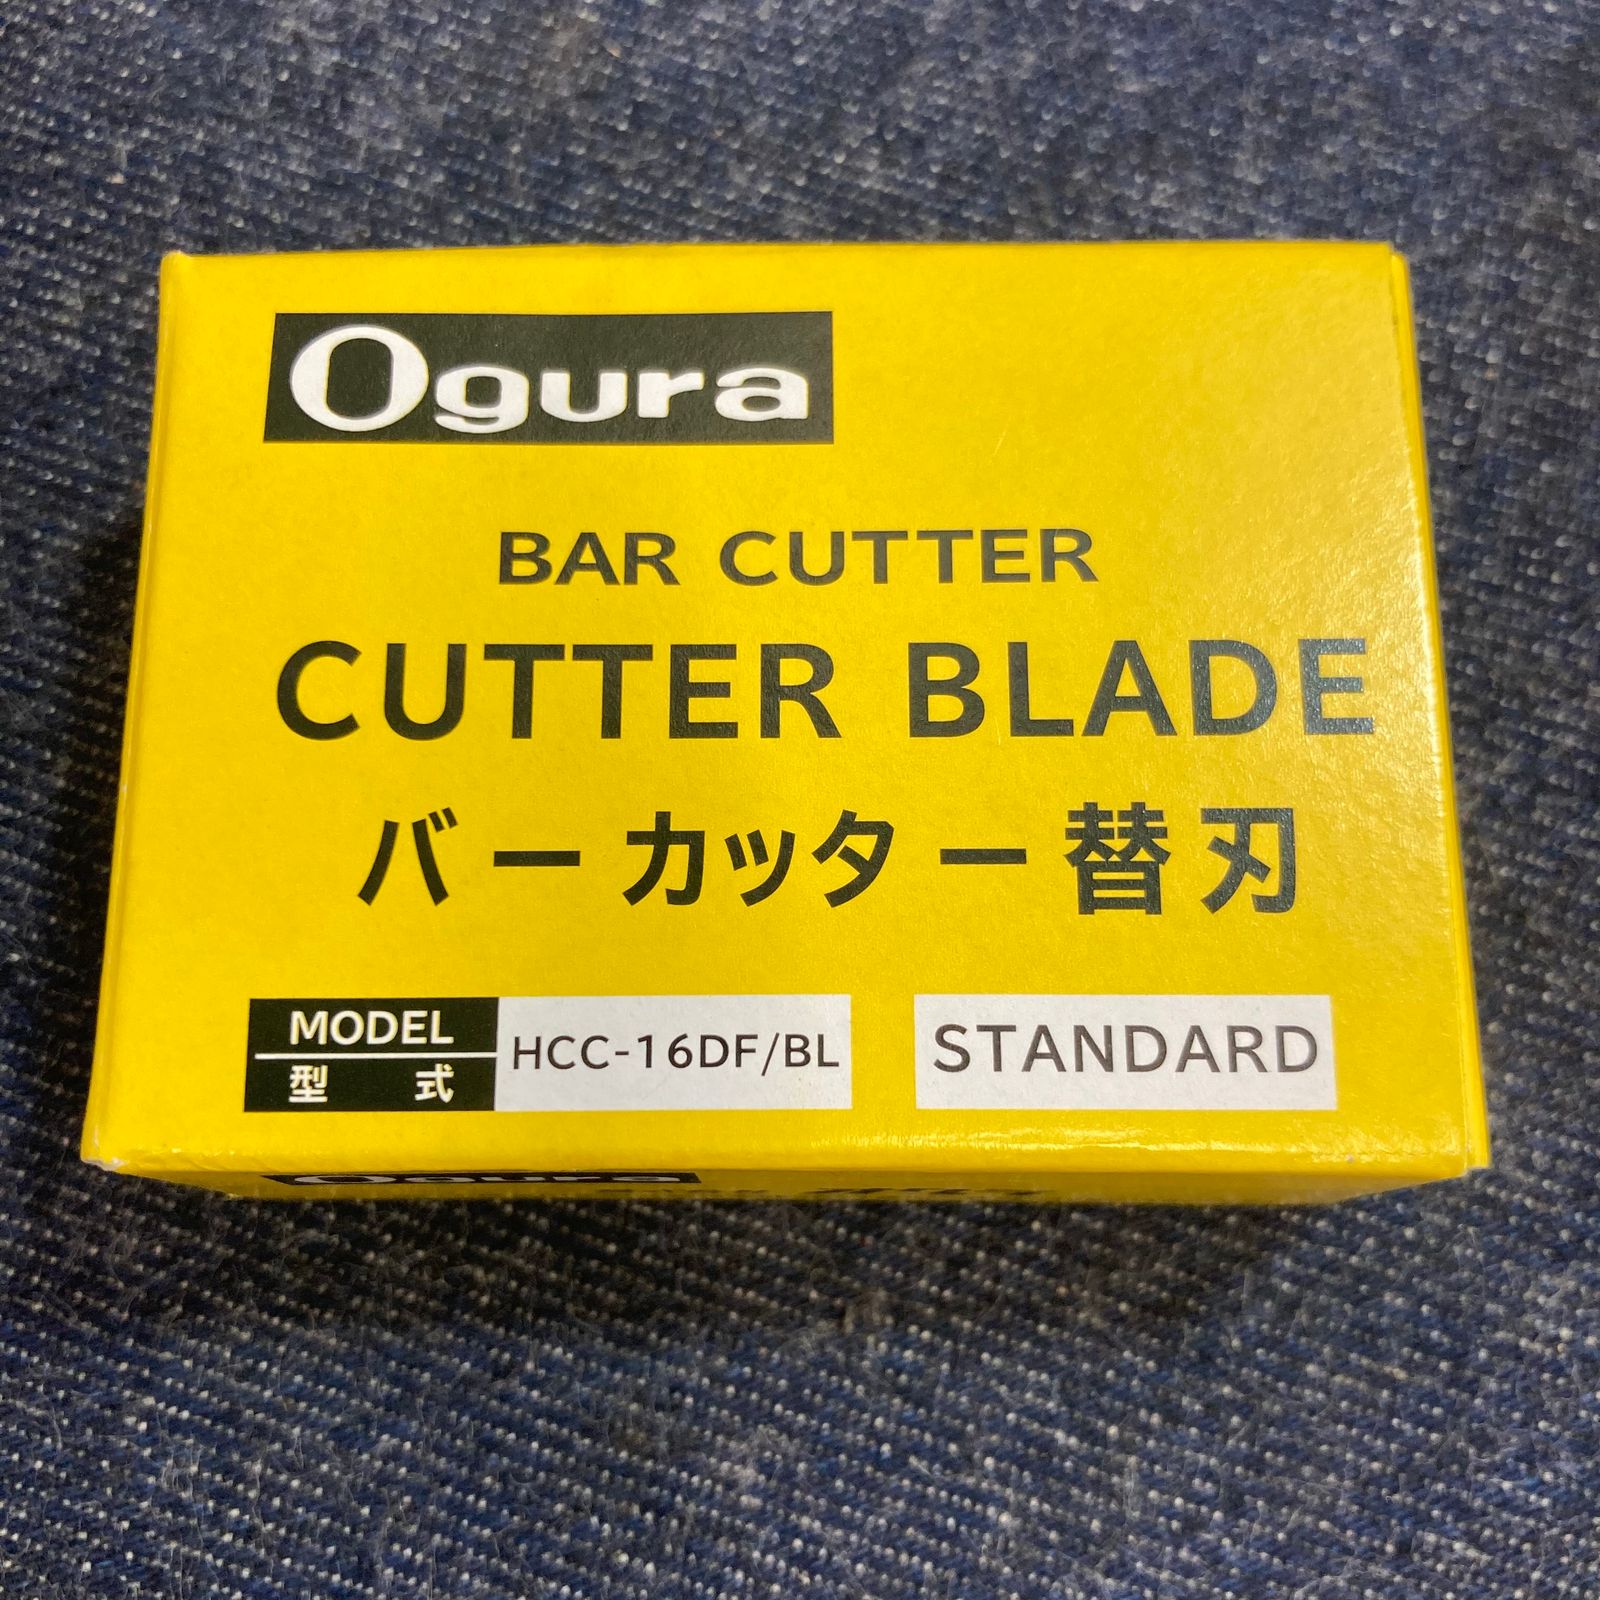 Ogura
BAR CUTTER
CUTTER BLADE
バーカッター替刃
MODEL
型式
HCC-16DF/BL
STANDARD
Ogura